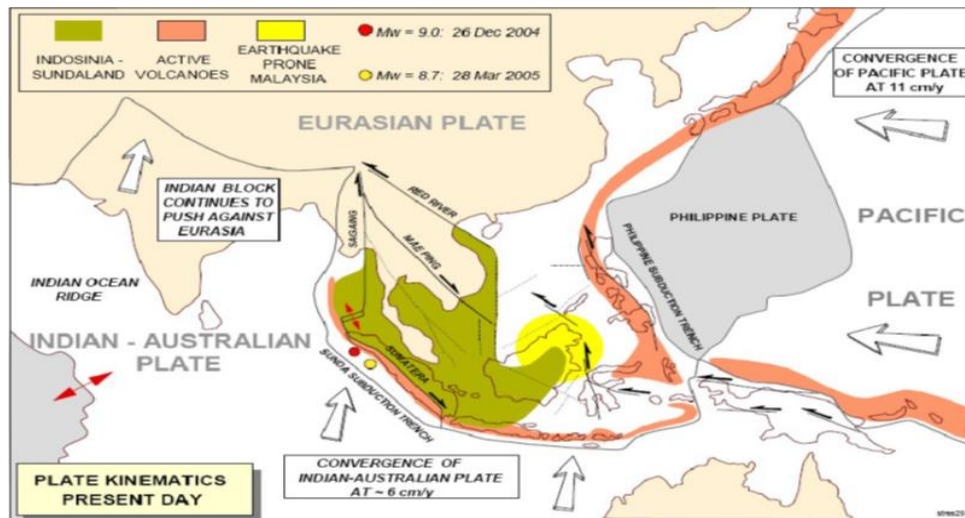 INDOSINIA -
SUNDALAND
ACTIVE
VOLCANOES
EARTHQUAKE
PRONE
MALAYSIA
Mw = 9.0: 26 Dec 2004
Mw = 8.7: 28 Mar 2005
CONVERGENCE
OF PACIFIC PLATE
AT 11 cm/y
EURASIAN PLATE
INDIAN BLOCK
CONTINUES TO
PUSH AGAINST
EURASIA
RED RIVER
SAGAING
MAE PING
PHILIPPINE PLATE
PHILIPPINE SUBDUCTION TRENCH
PACIFIC
PLATE
INDIAN OCEAN
RIDGE
INDIAN - AUSTRALIAN
PLATE
SUMATERA
SUNDA SUBDUCTION TRENCH
CONVERGENCE OF
INDIAN-AUSTRALIAN PLATE
AT ~ 6 cm/y
PLATE KINEMATICS
PRESENT DAY